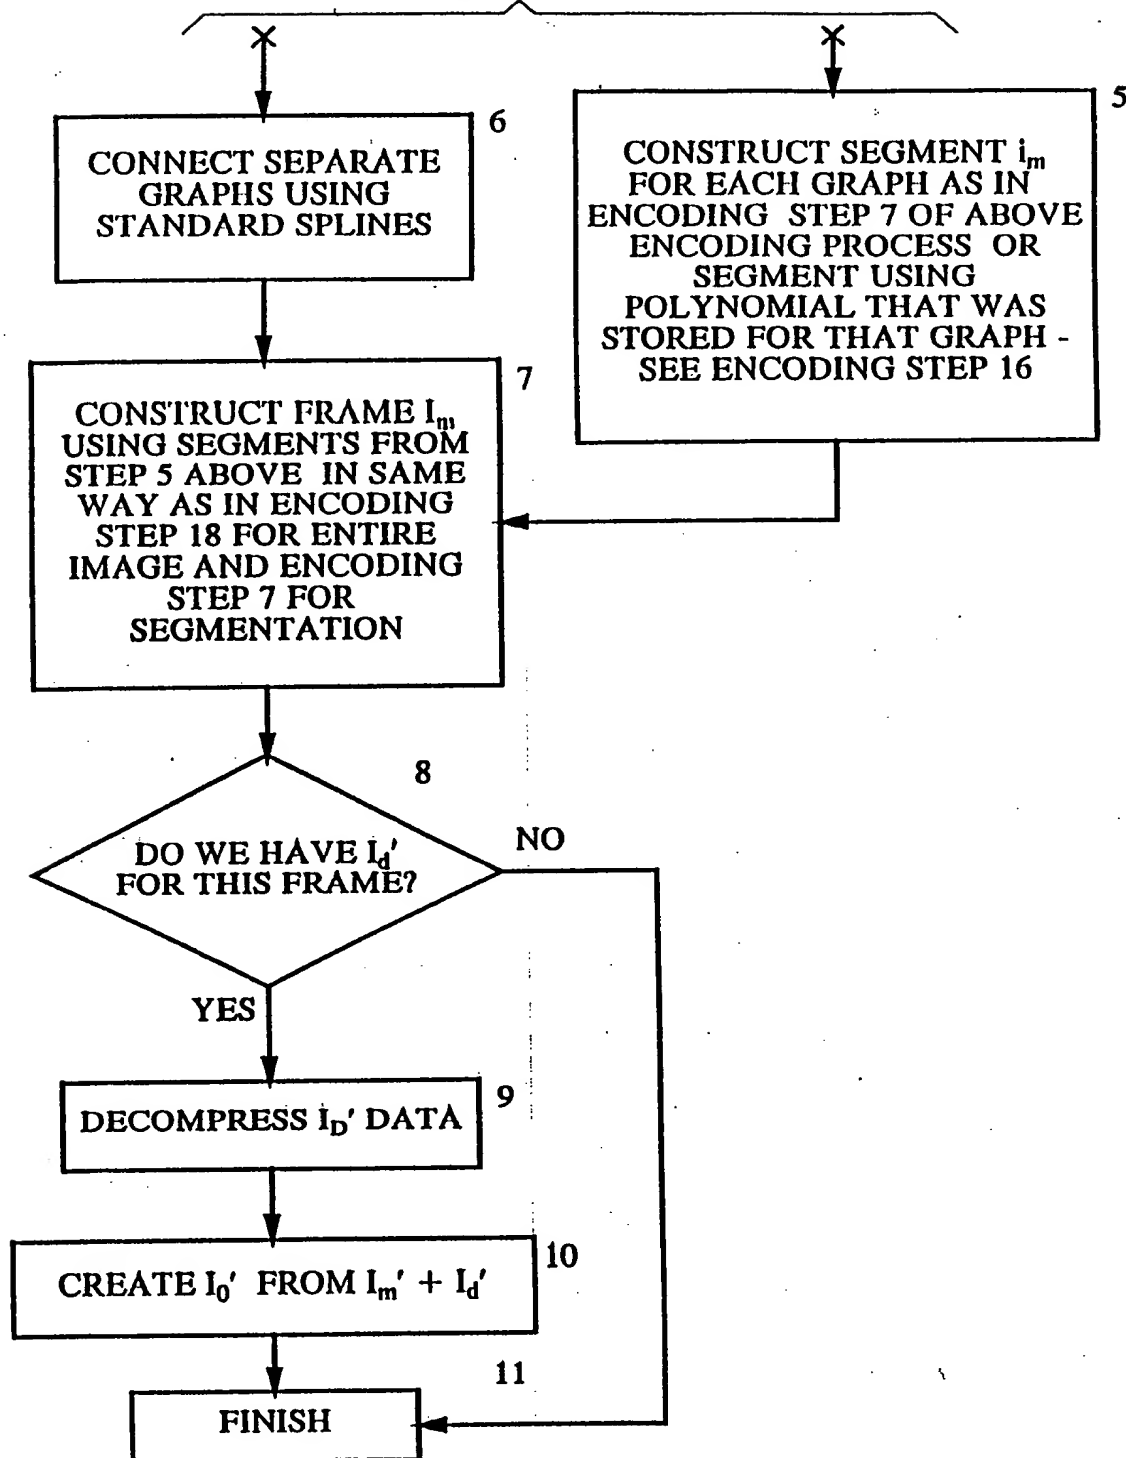 6
CONNECT SEPARATE
GRAPHS USING
STANDARD SPLINES
5
CONSTRUCT SEGMENT im
FOR EACH GRAPH AS IN
ENCODING STEP 7 OF ABOVE
ENCODING PROCESS OR
SEGMENT USING
POLYNOMIAL THAT WAS
STORED FOR THAT GRAPH -
SEE ENCODING STEP 16
7
CONSTRUCT FRAME Im
USING SEGMENTS FROM
STEP 5 ABOVE IN SAME
WAY AS IN ENCODING
STEP 18 FOR ENTIRE
IMAGE AND ENCODING
STEP 7 FOR
SEGMENTATION
8
DO WE HAVE Id'
FOR THIS FRAME?
NO
YES
9
DECOMPRESS ID' DATA
10
CREATE I0' FROM Im' + Id'
11
FINISH